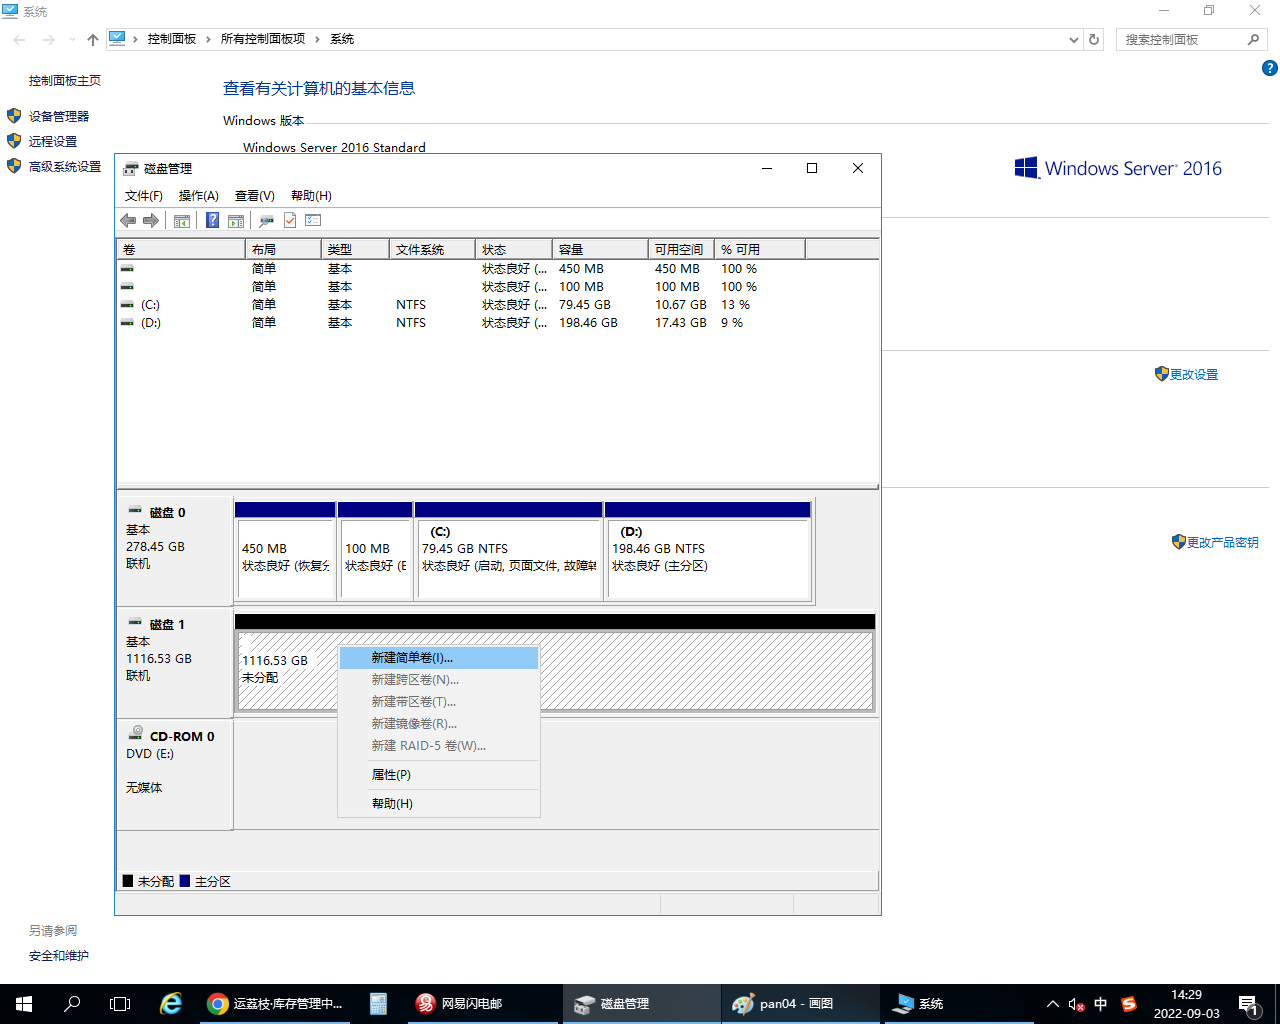 系统
控制面板 › 所有控制面板项 › 系统
搜索控制面板
控制面板主页
设备管理器
远程设置
高级系统设置
查看有关计算机的基本信息
Windows 版本
Windows Server 2016 Standard
Windows Server 2016
更改设置
更改产品密钥
磁盘管理
文件(F) 操作(A) 查看(V) 帮助(H)
卷 布局 类型 文件系统 状态 容量 可用空间 % 可用
简单 基本 状态良好 (... 450 MB 450 MB 100 %
简单 基本 状态良好 (... 100 MB 100 MB 100 %
(C:) 简单 基本 NTFS 状态良好 (... 79.45 GB 10.67 GB 13 %
(D:) 简单 基本 NTFS 状态良好 (... 198.46 GB 17.43 GB 9 %
磁盘 0
基本
278.45 GB
联机
450 MB
状态良好 (恢复分
100 MB
状态良好 (E
(C:)
79.45 GB NTFS
状态良好 (启动, 页面文件, 故障转
(D:)
198.46 GB NTFS
状态良好 (主分区)
磁盘 1
基本
1116.53 GB
联机
1116.53 GB
未分配
新建简单卷(I)...
新建跨区卷(N)...
新建带区卷(T)...
新建镜像卷(R)...
新建 RAID-5 卷(W)...
属性(P)
帮助(H)
CD-ROM 0
DVD (E:)
无媒体
未分配 主分区
另请参阅
安全和维护
运荔枝·库存管理中...
网易闪电邮
磁盘管理
pan04 - 画图
系统
中
14:29
2022-09-03
1